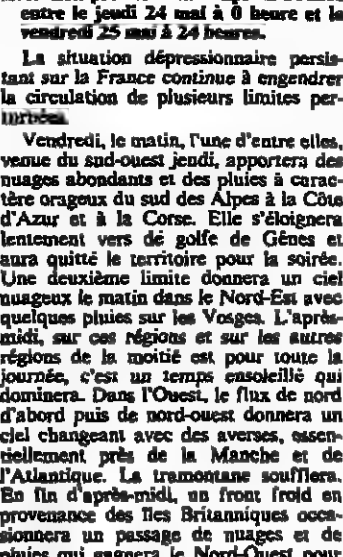 entre le jeudi 24 mai à 0 heure et le
vendredi 25 mai à 24 heures.
La situation dépressionnaire persis-
tant sur la France continue à engendrer
la circulation de plusieurs limites per-
turbées.
Vendredi, le matin, l'une d'entre elles,
venue du sud-ouest jeudi, apportera des
nuages abondants et des pluies à carac-
tère orageux du sud des Alpes à la Côte
d'Azur et à la Corse. Elle s'éloignera
lentement vers dé golfe de Gênes et
aura quitté le territoire pour la soirée.
Une deuxième limite donnera un ciel
nuageux le matin dans le Nord-Est avec
quelques pluies sur les Vosges. L'après-
midi, sur ces régions et sur les autres
régions de la moitié est pour toute la
journée, c'est un temps ensoleillé qui
dominera. Dans l'Ouest, le flux de nord
d'abord puis de nord-ouest donnera un
ciel changeant avec des averses, essen-
tiellement près de la Manche et de
l'Atlantique. La tramontane soufflera.
En fin d'après-midi, un front froid en
provenance des îles Britanniques occa-
sionnera un passage de nuages et de
pluies qui gagnera le Nord-Ouest pour